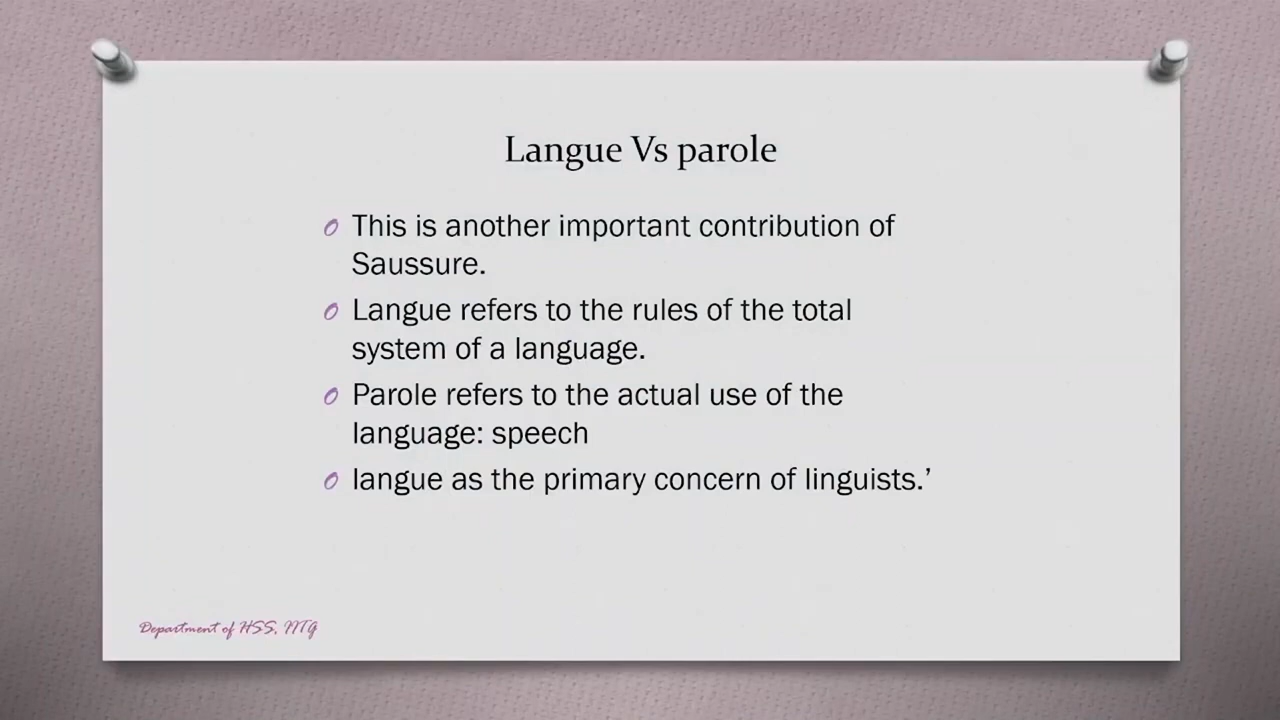 Langue Vs parole
This is another important contribution of
Saussure.
Langue refers to the rules of the total
system of a language.
Parole refers to the actual use of the
language: speech
langue as the primary concern of linguists.’
Department of HSS, IITG